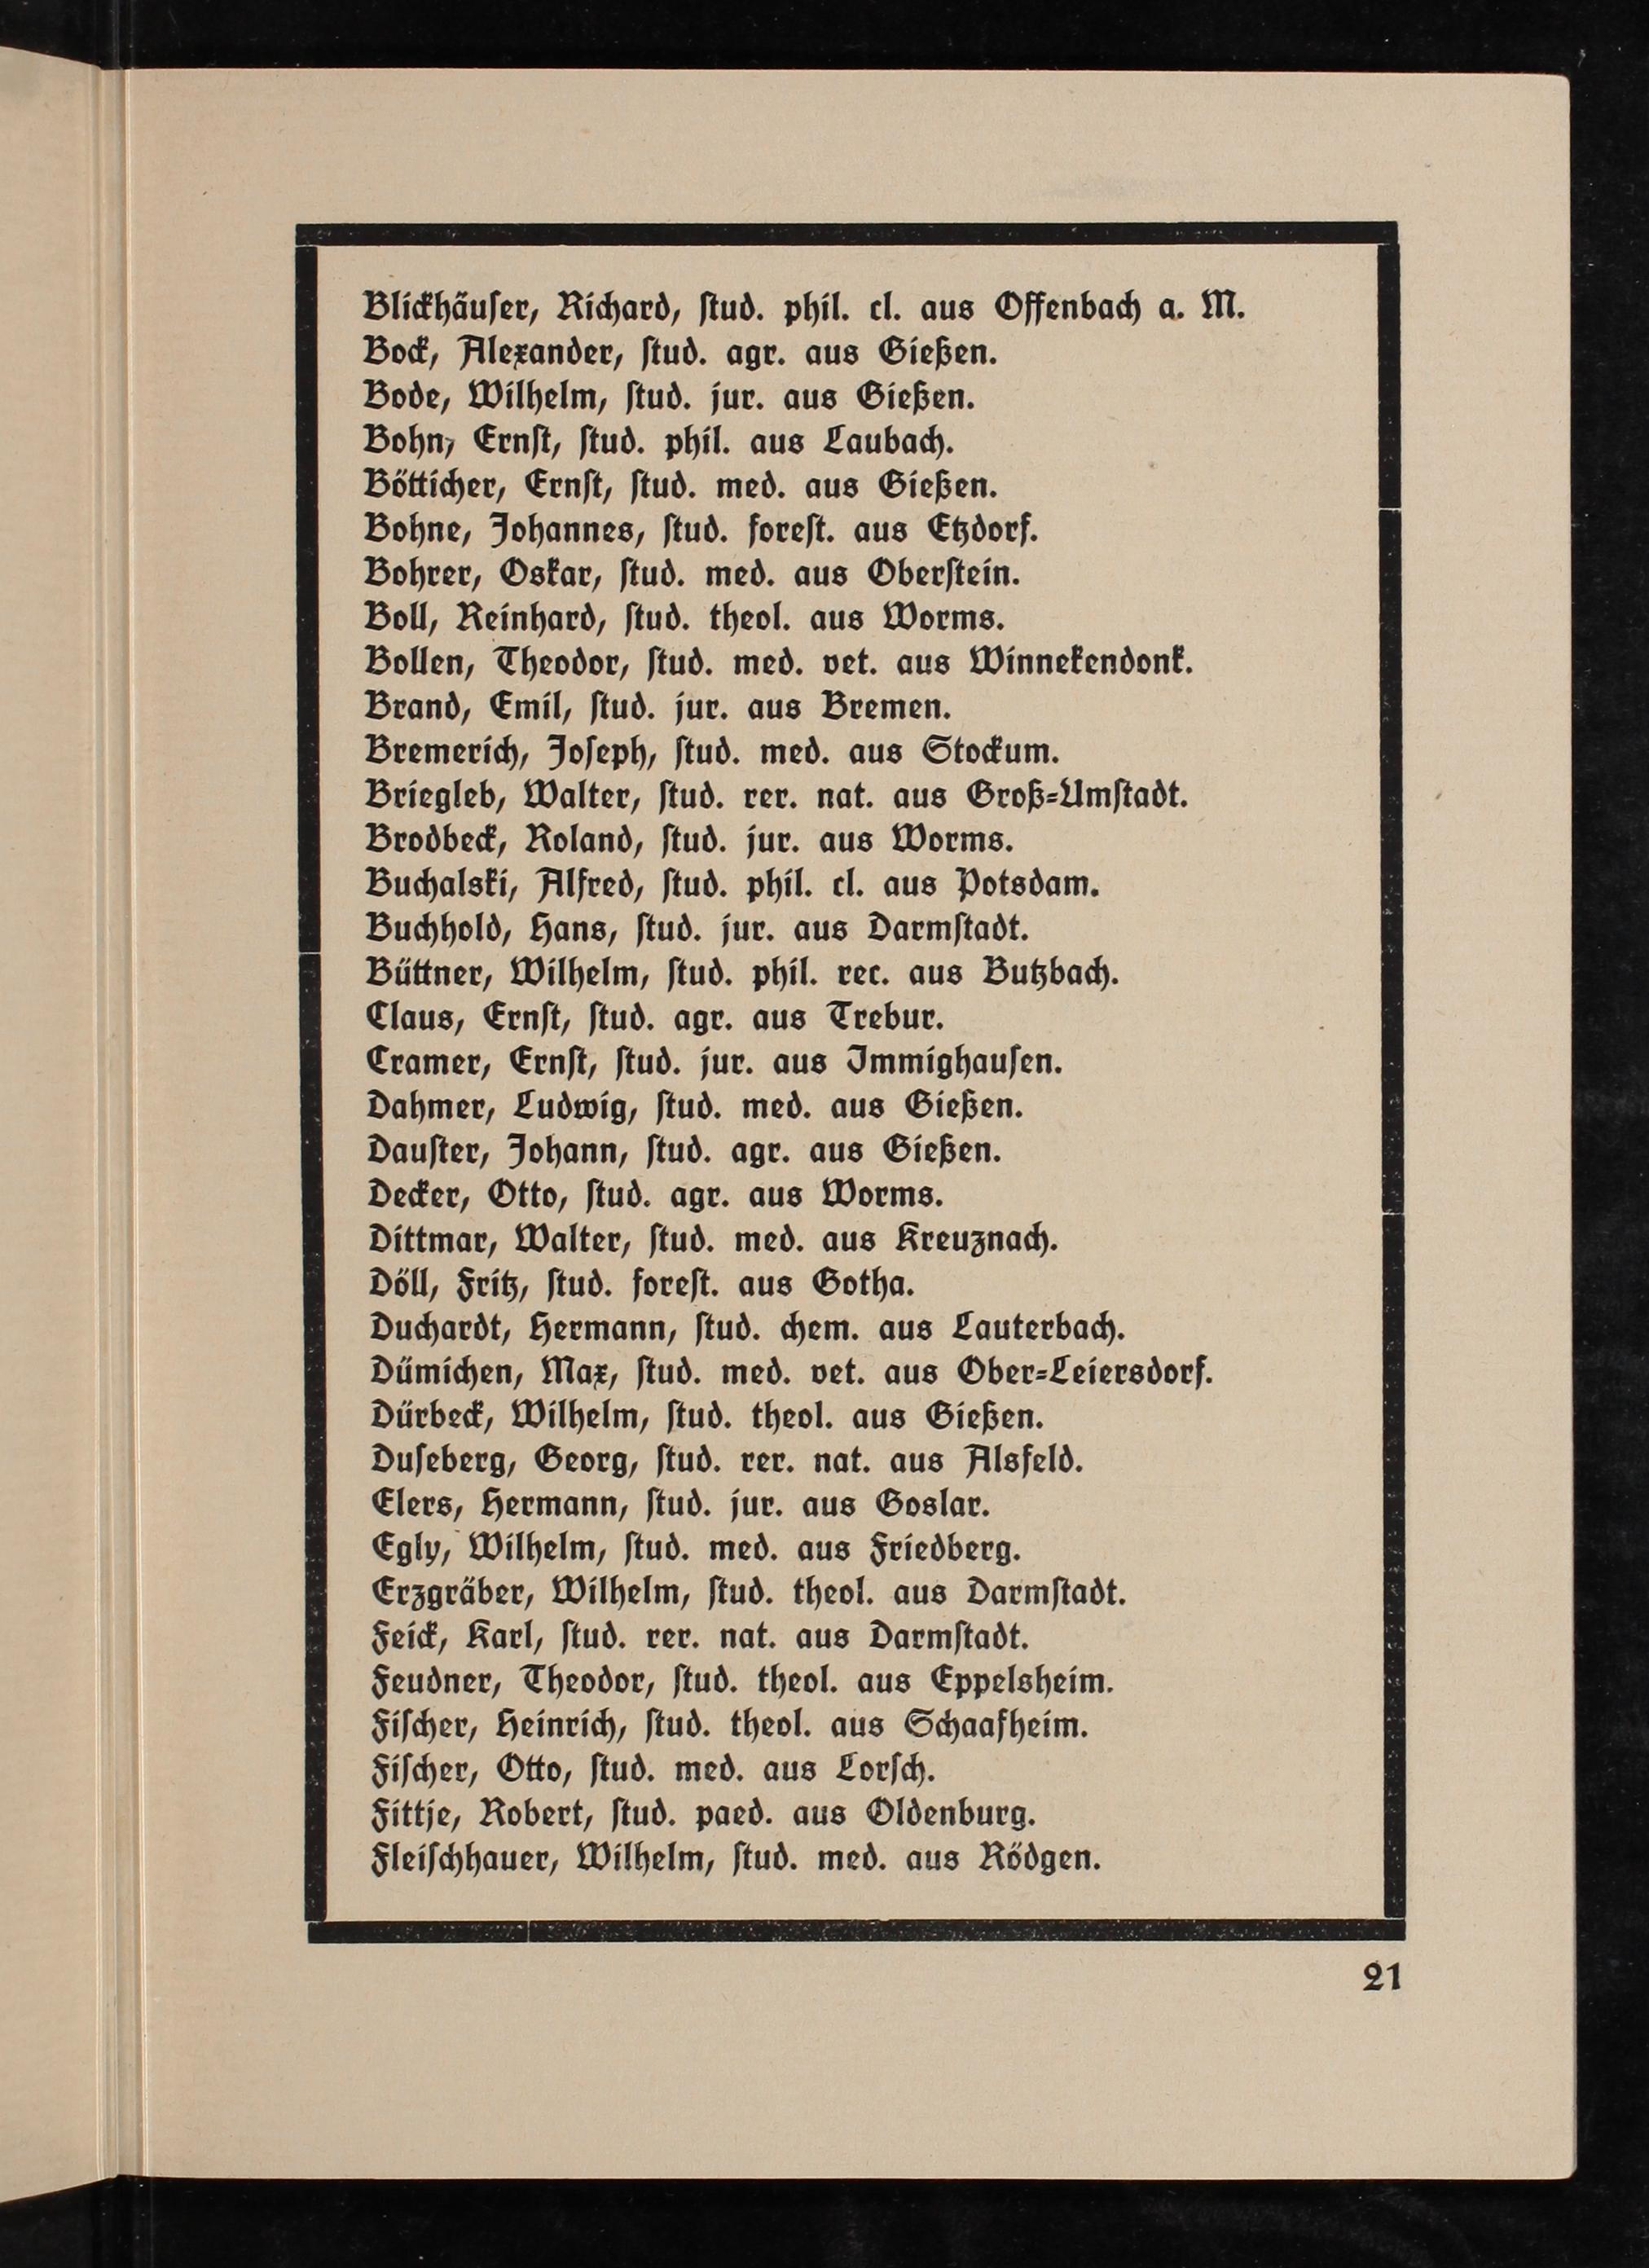 Blickhäuſer, Richard, ſtud. phil. cl. aus Offenbach a. M.
Bock, Alexander, ſtud. agr. aus Gießen.
Bode, Wilhelm, ſtud. jur. aus Gießen.
Bohn, Ernſt, ſtud. phil. aus Laubach.
Bötticher, Ernſt, ſtud. med. aus Gießen.
Bohne, Johannes, ſtud. foreſt. aus Etzdorf.
Bohrer, Oskar, ſtud. med. aus Oberſtein.
Boll, Reinhard, ſtud. theol. aus Worms.
Bollen, Theodor, ſtud. med. vet. aus Winnekendonk.
Brand, Emil, ſtud. jur. aus Bremen.
Bremerich, Joſeph, ſtud. med. aus Stockum.
Briegleb, Walter, ſtud. rer. nat. aus Groß-Umſtadt.
Brodbeck, Roland, ſtud. jur. aus Worms.
Buchalski, Alfred, ſtud. phil. cl. aus Potsdam.
Buchhold, Hans, ſtud. jur. aus Darmſtadt.
Büttner, Wilhelm, ſtud. phil. rec. aus Butzbach.
Claus, Ernſt, ſtud. agr. aus Trebur.
Cramer, Ernſt, ſtud. jur. aus Immighauſen.
Dahmer, Ludwig, ſtud. med. aus Gießen.
Dauſter, Johann, ſtud. agr. aus Gießen.
Decker, Otto, ſtud. agr. aus Worms.
Dittmar, Walter, ſtud. med. aus Kreuznach.
Döll, Fritz, ſtud. foreſt. aus Gotha.
Duchardt, Hermann, ſtud. chem. aus Lauterbach.
Dümichen, Max, ſtud. med. vet. aus Ober-Leiersdorf.
Dürbeck, Wilhelm, ſtud. theol. aus Gießen.
Duſeberg, Georg, ſtud. rer. nat. aus Alsfeld.
Elers, Hermann, ſtud. jur. aus Goslar.
Egly, Wilhelm, ſtud. med. aus Friedberg.
Erzgräber, Wilhelm, ſtud. theol. aus Darmſtadt.
Feick, Karl, ſtud. rer. nat. aus Darmſtadt.
Feudner, Theodor, ſtud. theol. aus Eppelsheim.
Fiſcher, Heinrich, ſtud. theol. aus Schaafheim.
Fiſcher, Otto, ſtud. med. aus Lorſch.
Fittje, Robert, ſtud. paed. aus Oldenburg.
Fleiſchhauer, Wilhelm, ſtud. med. aus Rödgen.
21